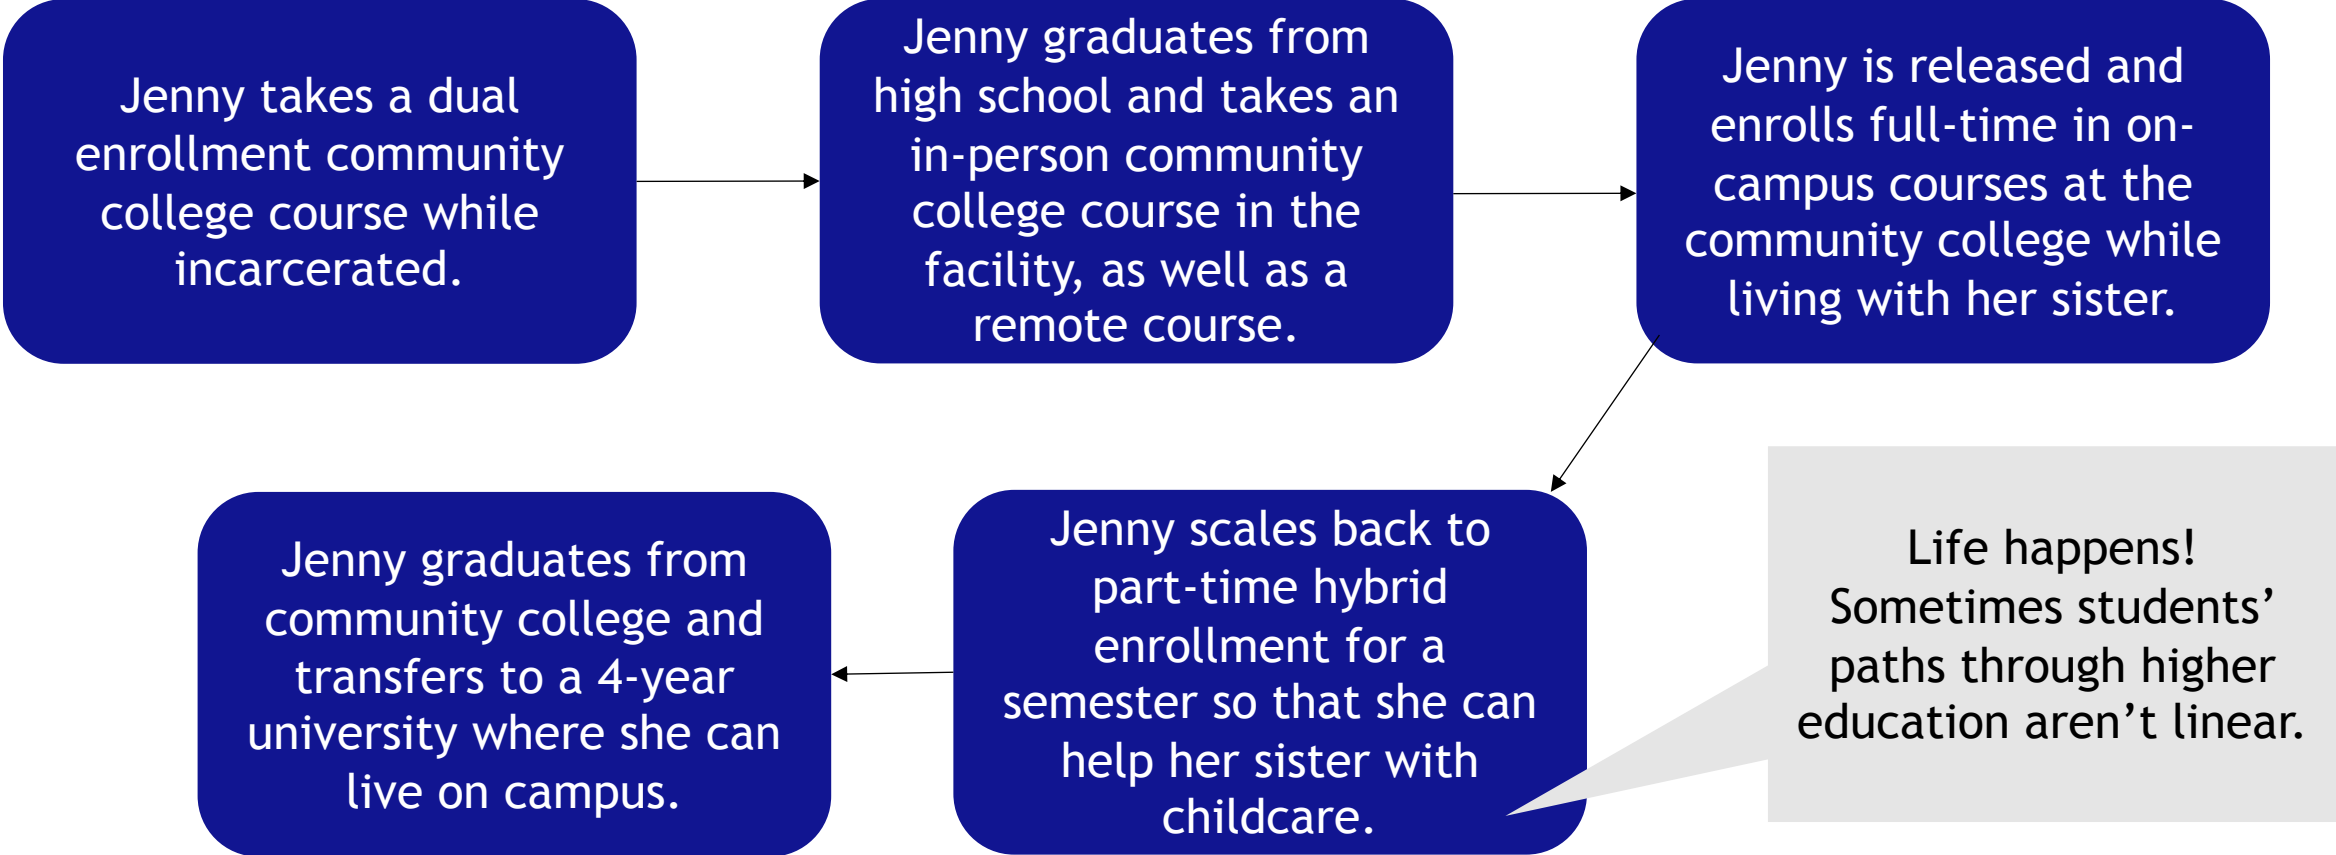 Jenny takes a dual
enrollment community
college course while
incarcerated.
Jenny graduates from
high school and takes an
in-person community
college course in the
facility, as well as a
remote course.
Jenny is released and
enrolls full-time in on-
campus courses at the
community college while
living with her sister.
Jenny scales back to
part-time hybrid
enrollment for a
semester so that she can
help her sister with
childcare.
Life happens!
Sometimes students’
paths through higher
education aren’t linear.
Jenny graduates from
community college and
transfers to a 4-year
university where she can
live on campus.